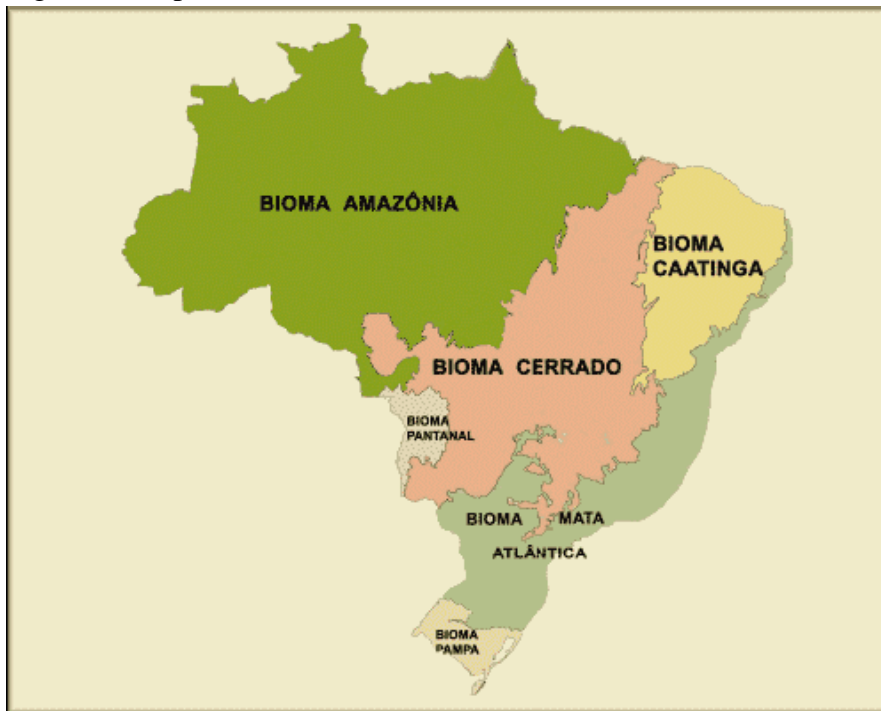 BIOMA AMAZÔNIA
BIOMA
CAATINGA
BIOMA CERRADO
BIOMA
PANTANAL
BIOMA MATA
ATLÂNTICA
BIOMA
PAMPA